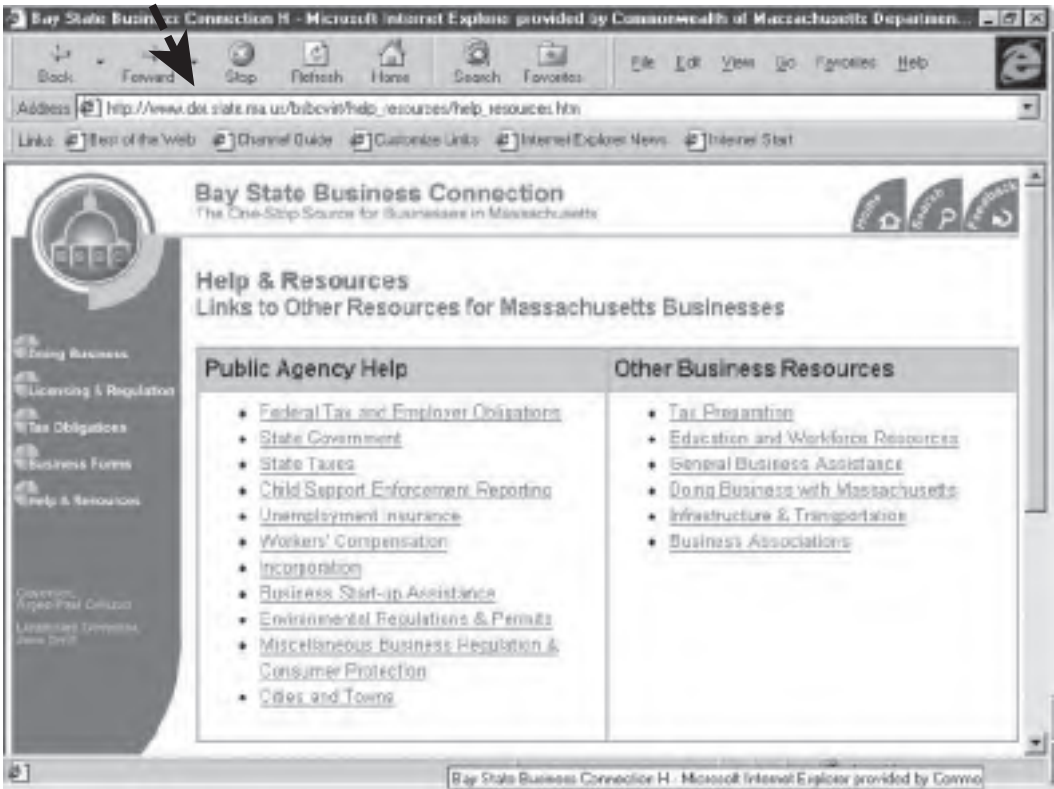 Bay State Business Connection H - Microsoft Internet Explorer provided by Commonwealth of Massachusetts Departmen...
Back Forward Stop Refresh Home Search Favorites File Edit View Go Favorites Help
Address http://www.dor.state.ma.us/bsbcvirt/help_resources/help_resources.htm
Links Best of the Web Channel Guide Customize Links Internet Explorer News Internet Start
Bay State Business Connection
The One-Stop Source for Businesses in Massachusetts
Home Search Feedback
Help & Resources
Links to Other Resources for Massachusetts Businesses
Doing Business
Licensing & Regulation
Tax Obligations
Business Forms
Help & Resources
Governor,
Argeo Paul Cellucci
Lieutenant Governor,
Jane Swift
Public Agency Help
Federal Tax and Employer Obligations
State Government
State Taxes
Child Support Enforcement Reporting
Unemployment Insurance
Workers' Compensation
Incorporation
Business Start-up Assistance
Environmental Regulations & Permits
Miscellaneous Business Regulation &
Consumer Protection
Cities and Towns
Other Business Resources
Tax Preparation
Education and Workforce Resources
General Business Assistance
Doing Business with Massachusetts
Infrastructure & Transportation
Business Associations
Bay State Business Connection H - Microsoft Internet Explorer provided by Commo